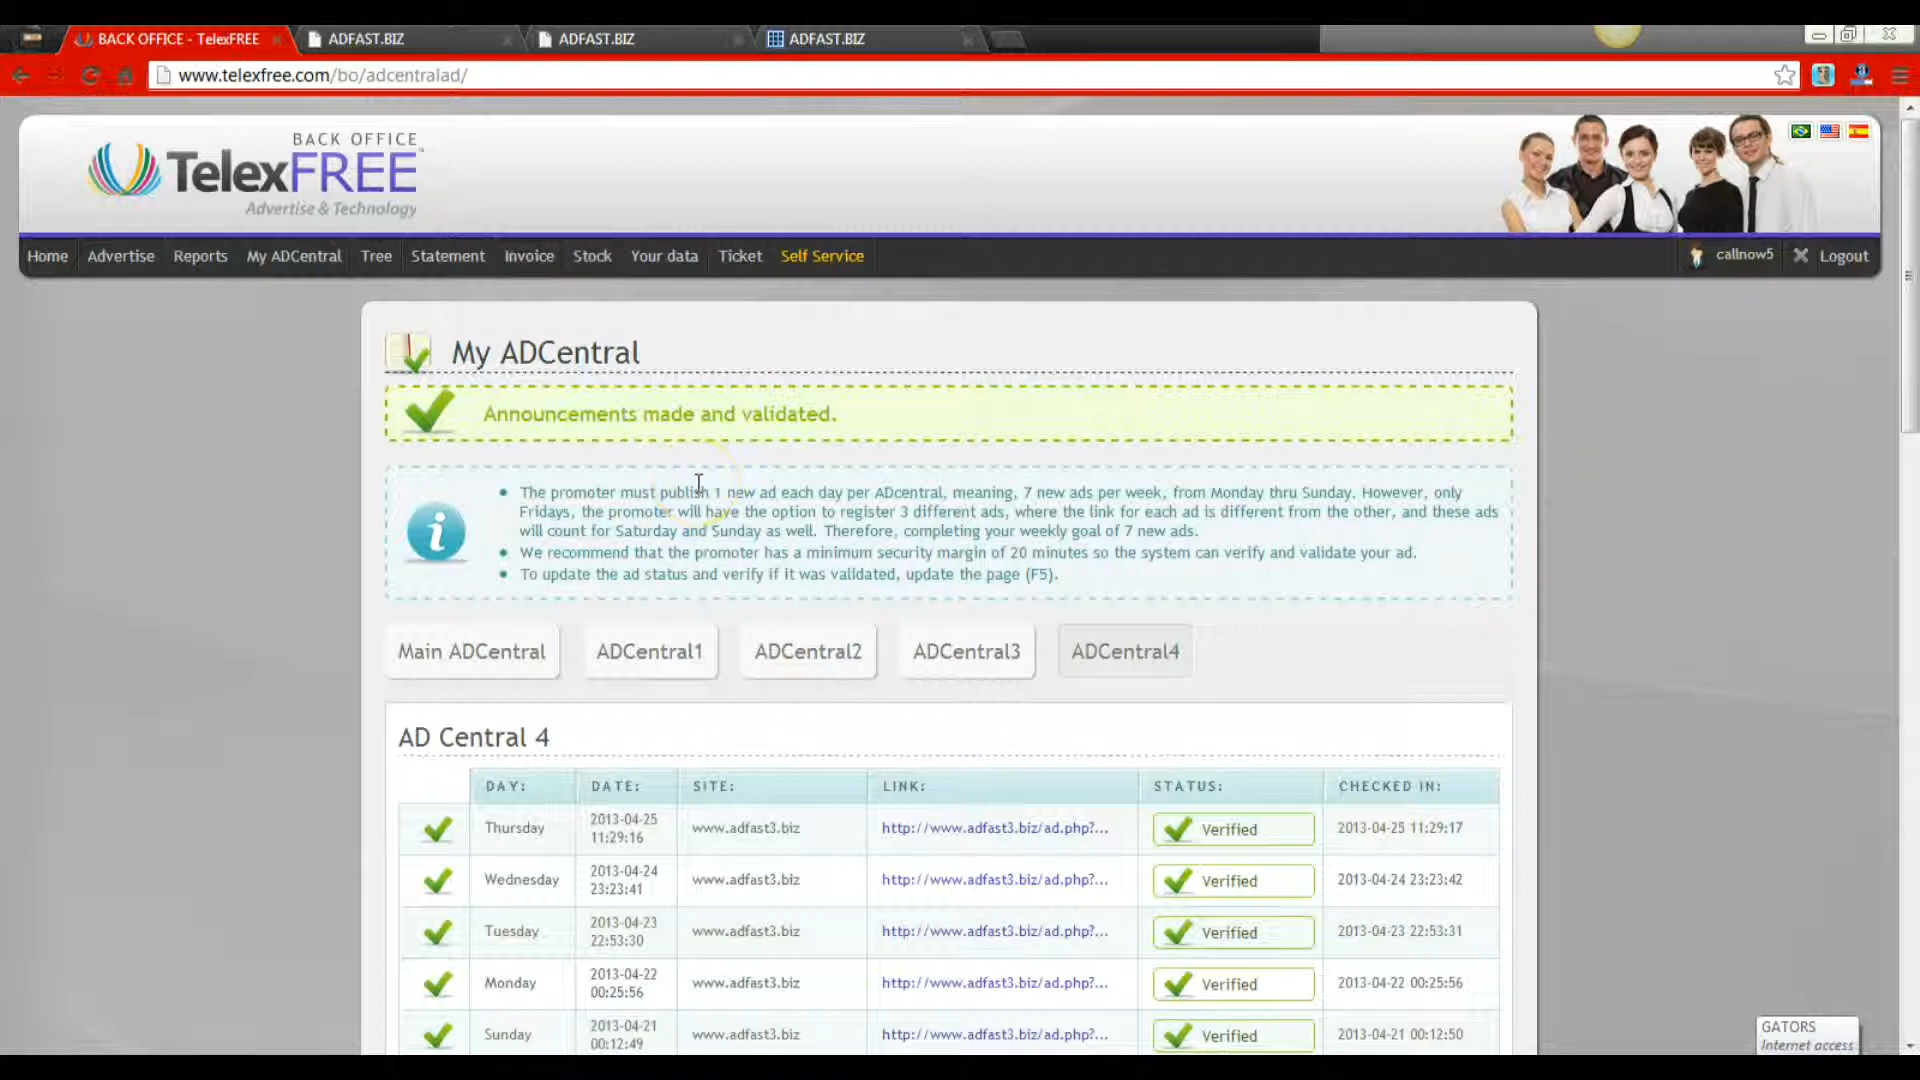 BACK OFFICE - TelexFREE
ADFAST.BIZ
ADFAST.BIZ
ADFAST.BIZ
www.telexfree.com/bo/adcentralad/
BACK OFFICE
TelexFREE
Advertise & Technology
Home
Advertise
Reports
My ADCentral
Tree
Statement
Invoice
Stock
Your data
Ticket
Self Service
callnow5
Logout
My ADCentral
Announcements made and validated.
The promoter must publish 1 new ad each day per ADcentral, meaning, 7 new ads per week, from Monday thru Sunday. However, only
Fridays, the promoter will have the option to register 3 different ads, where the link for each ad is different from the other, and these ads
will count for Saturday and Sunday as well. Therefore, completing your weekly goal of 7 new ads.
We recommend that the promoter has a minimum security margin of 20 minutes so the system can verify and validate your ad.
To update the ad status and verify if it was validated, update the page (F5).
Main ADCentral
ADCentral1
ADCentral2
ADCentral3
ADCentral4
AD Central 4
DAY: DATE: SITE: LINK: STATUS: CHECKED IN:
Thursday 2013-04-25 11:29:16 www.adfast3.biz http://www.adfast3.biz/ad.php?... Verified 2013-04-25 11:29:17
Wednesday 2013-04-24 23:23:41 www.adfast3.biz http://www.adfast3.biz/ad.php?... Verified 2013-04-24 23:23:42
Tuesday 2013-04-23 22:53:30 www.adfast3.biz http://www.adfast3.biz/ad.php?... Verified 2013-04-23 22:53:31
Monday 2013-04-22 00:25:56 www.adfast3.biz http://www.adfast3.biz/ad.php?... Verified 2013-04-22 00:25:56
Sunday 2013-04-21 00:12:49 www.adfast3.biz http://www.adfast3.biz/ad.php?... Verified 2013-04-21 00:12:50
GATORS
Internet access